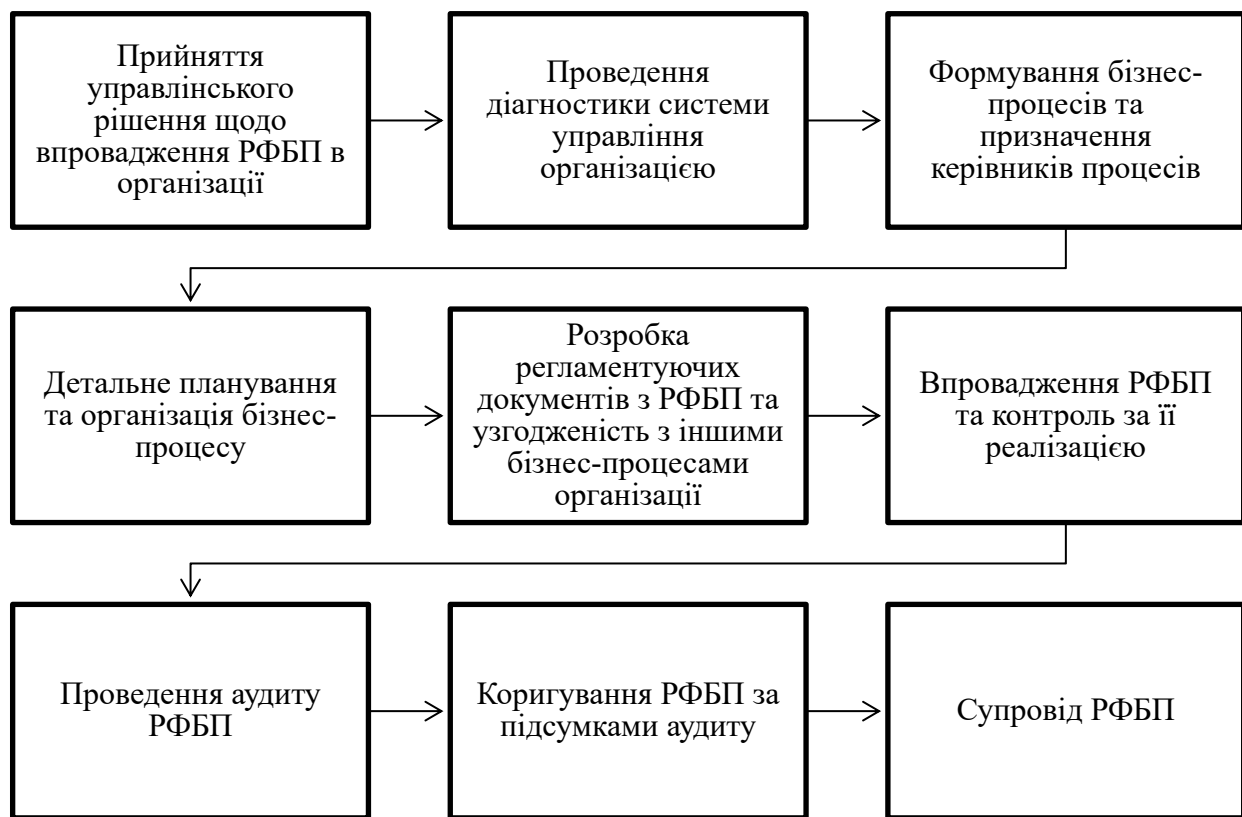 Прийняття
управлінського
рішення щодо
впровадження РФБП в
організації
Проведення
діагностики системи
управління
організацією
Формування бізнес-
процесів та
призначення
керівників процесів
Детальне планування
та організація бізнес-
процесу
Розробка
регламентуючих
документів з РФБП та
узгодженість з іншими
бізнес-процесами
організації
Впровадження РФБП
та контроль за її
реалізацією
Проведення аудиту
РФБП
Коригування РФБП за
підсумками аудиту
Супровід РФБП